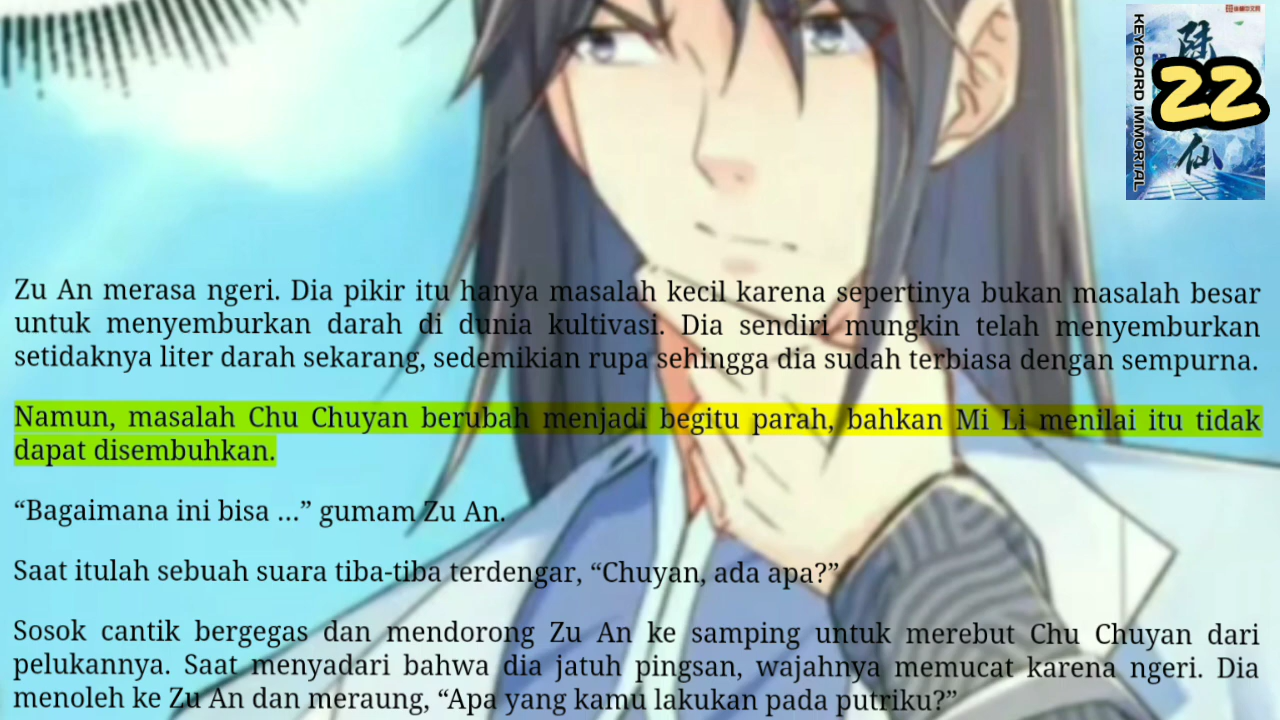 陆
仙
KEYBOARD IMMORTAL
22
Zu An merasa ngeri. Dia pikir itu hanya masalah kecil karena sepertinya bukan masalah besar
untuk menyemburkan darah di dunia kultivasi. Dia sendiri mungkin telah menyemburkan
setidaknya liter darah sekarang, sedemikian rupa sehingga dia sudah terbiasa dengan sempurna.
Namun, masalah Chu Chuyan berubah menjadi begitu parah, bahkan Mi Li menilai itu tidak
dapat disembuhkan.
“Bagaimana ini bisa …” gumam Zu An.
Saat itulah sebuah suara tiba-tiba terdengar, “Chuyan, ada apa?”
Sosok cantik bergegas dan mendorong Zu An ke samping untuk merebut Chu Chuyan dari
pelukannya. Saat menyadari bahwa dia jatuh pingsan, wajahnya memucat karena ngeri. Dia
menoleh ke Zu An dan meraung, “Apa yang kamu lakukan pada putriku?”